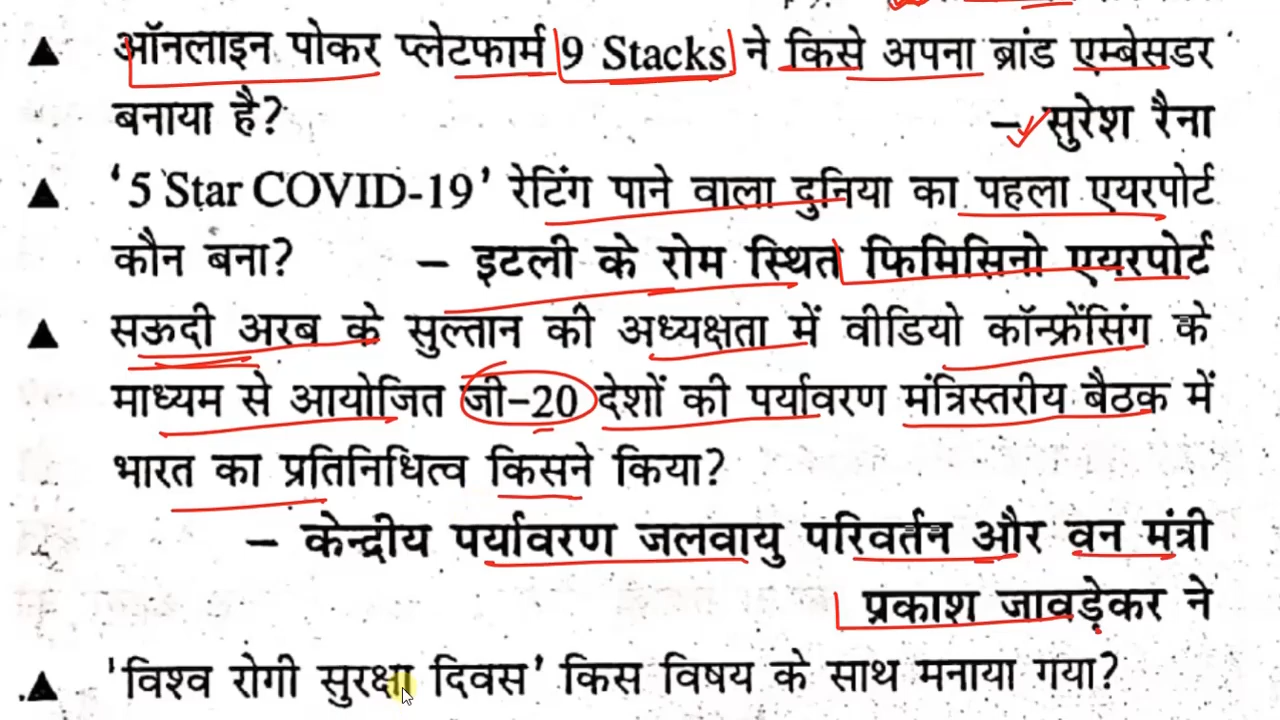 ▲ ऑनलाइन पोकर प्लेटफार्म 9 Stacks ने किसे अपना ब्रांड एम्बेसडर
बनाया है? – सुरेश रैना
▲ '5 Star COVID-19' रेटिंग पाने वाला दुनिया का पहला एयरपोर्ट
कौन बना? – इटली के रोम स्थित फिमिसिनो एयरपोर्ट
▲ सऊदी अरब के सुल्तान की अध्यक्षता में वीडियो कॉन्फ्रेंसिंग के
माध्यम से आयोजित जी-20 देशों की पर्यावरण मंत्रिस्तरीय बैठक में
भारत का प्रतिनिधित्व किसने किया?
– केन्द्रीय पर्यावरण जलवायु परिवर्तन और वन मंत्री
प्रकाश जावड़ेकर ने
▲ 'विश्व रोगी सुरक्षा दिवस' किस विषय के साथ मनाया गया?